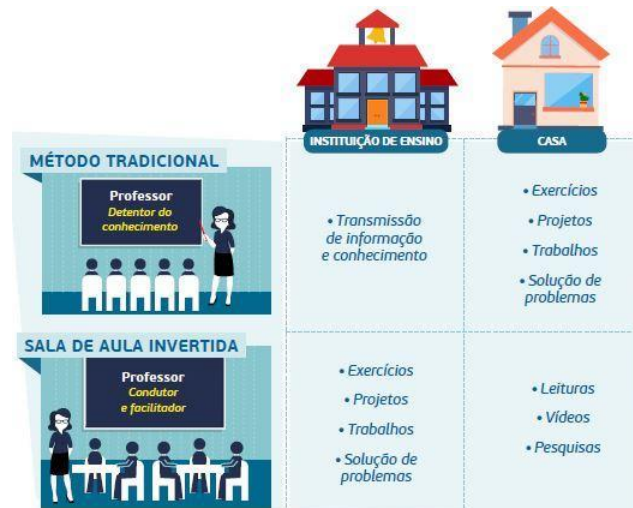 INSTITUIÇÃO DE ENSINO
CASA
MÉTODO TRADICIONAL
Professor
Detentor do
conhecimento
• Transmissão
de informação
e conhecimento
• Exercícios
• Projetos
• Trabalhos
• Solução de
problemas
SALA DE AULA INVERTIDA
Professor
Condutor
e facilitador
• Exercícios
• Projetos
• Trabalhos
• Solução de
problemas
• Leituras
• Vídeos
• Pesquisas